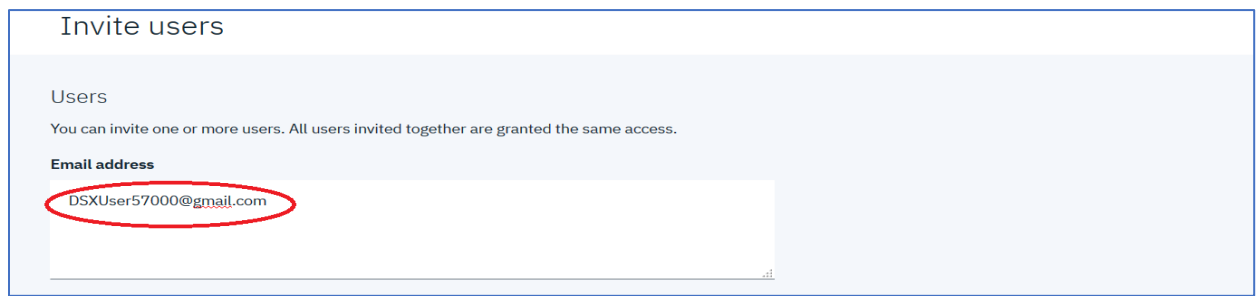 Invite users
Users
You can invite one or more users. All users invited together are granted the same access.
Email address
DSXUser57000@gmail.com